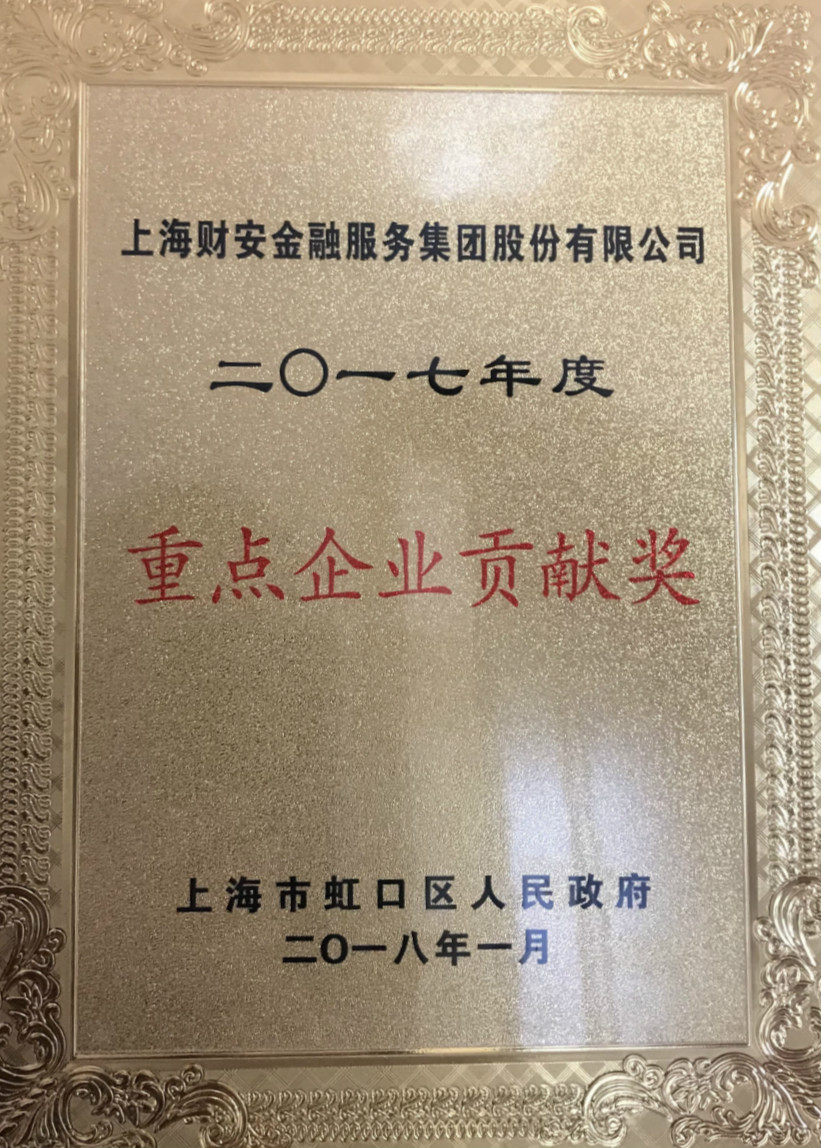 上海财安金融服务集团股份有限公司
二〇一七年度
重点企业贡献奖
上海市虹口区人民政府
二〇一八年一月